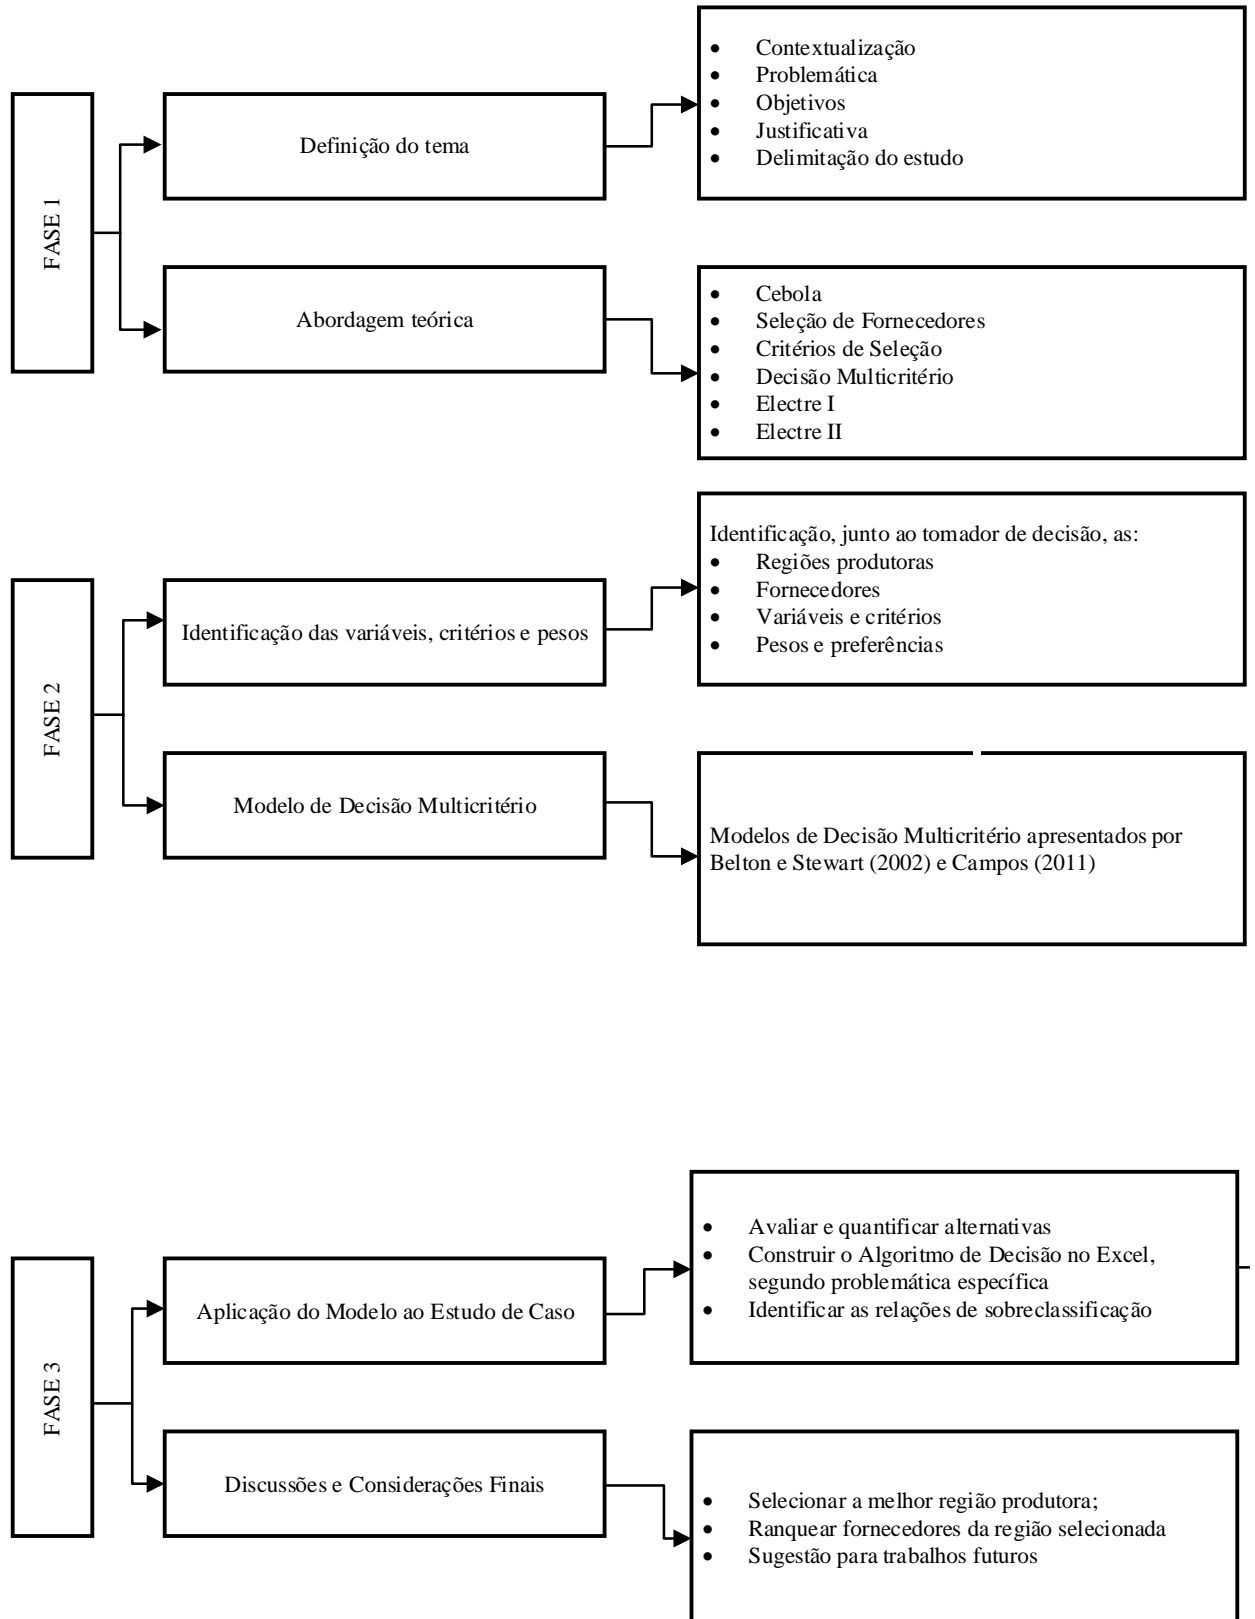 FASE 1
Definição do tema
• Contextualização
• Problemática
• Objetivos
• Justificativa
• Delimitação do estudo
Abordagem teórica
• Cebola
• Seleção de Fornecedores
• Critérios de Seleção
• Decisão Multicritério
• Electre I
• Electre II
FASE 2
Identificação das variáveis, critérios e pesos
Identificação, junto ao tomador de decisão, as:
• Regiões produtoras
• Fornecedores
• Variáveis e critérios
• Pesos e preferências
Modelo de Decisão Multicritério
Modelos de Decisão Multicritério apresentados por
Belton e Stewart (2002) e Campos (2011)
FASE 3
Aplicação do Modelo ao Estudo de Caso
• Avaliar e quantificar alternativas
• Construir o Algoritmo de Decisão no Excel,
segundo problemática específica
• Identificar as relações de sobreclassificação
Discussões e Considerações Finais
• Selecionar a melhor região produtora;
• Ranquear fornecedores da região selecionada
• Sugestão para trabalhos futuros